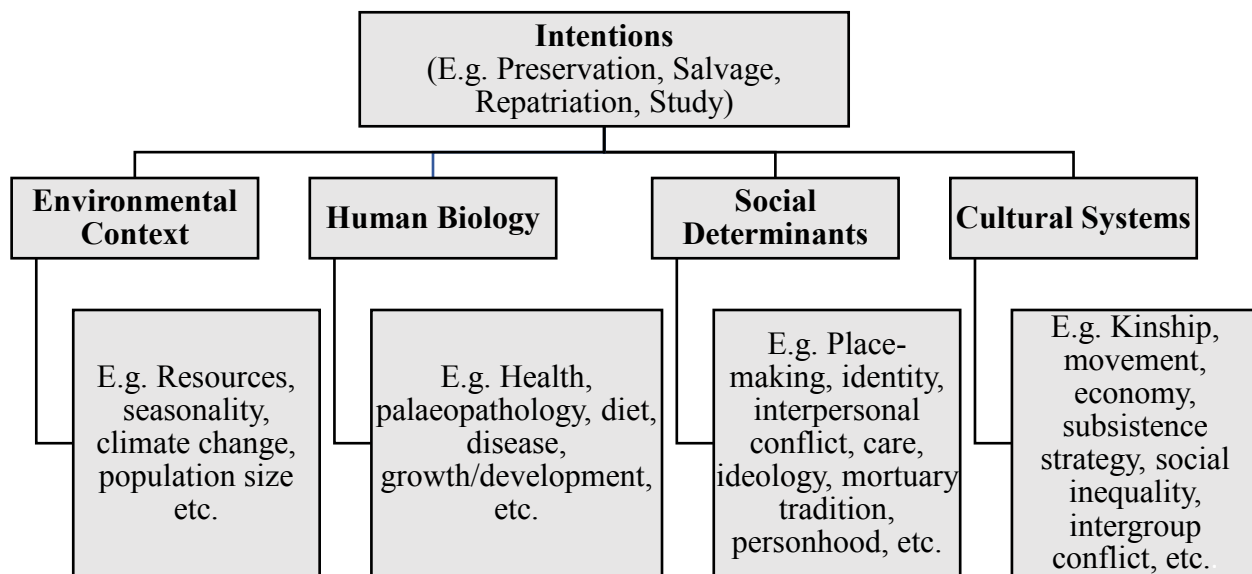 Intentions
(E.g. Preservation, Salvage,
Repatriation, Study)
Environmental
Context
Human Biology
Social
Determinants
Cultural Systems
E.g. Resources,
seasonality,
climate change,
population size
etc.
E.g. Health,
palaeopathology, diet,
disease,
growth/development,
etc.
E.g. Place-
making, identity,
interpersonal
conflict, care,
ideology, mortuary
tradition,
personhood, etc.
E.g. Kinship,
movement,
economy,
subsistence
strategy, social
inequality,
intergroup
conflict, etc.